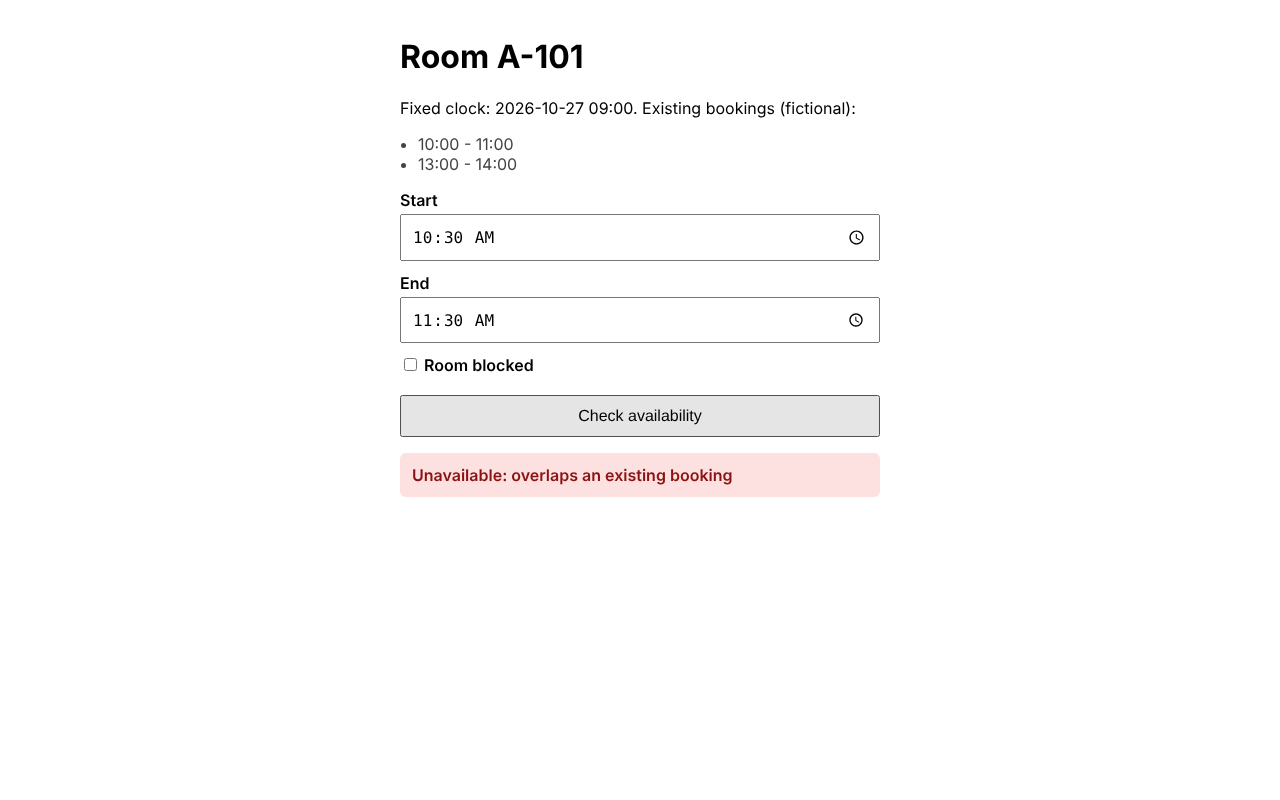 Room A-101
Fixed clock: 2026-10-27 09:00. Existing bookings (fictional):
10:00 - 11:00
13:00 - 14:00
Start
10:30 AM
End
11:30 AM
Room blocked
Check availability
Unavailable: overlaps an existing booking